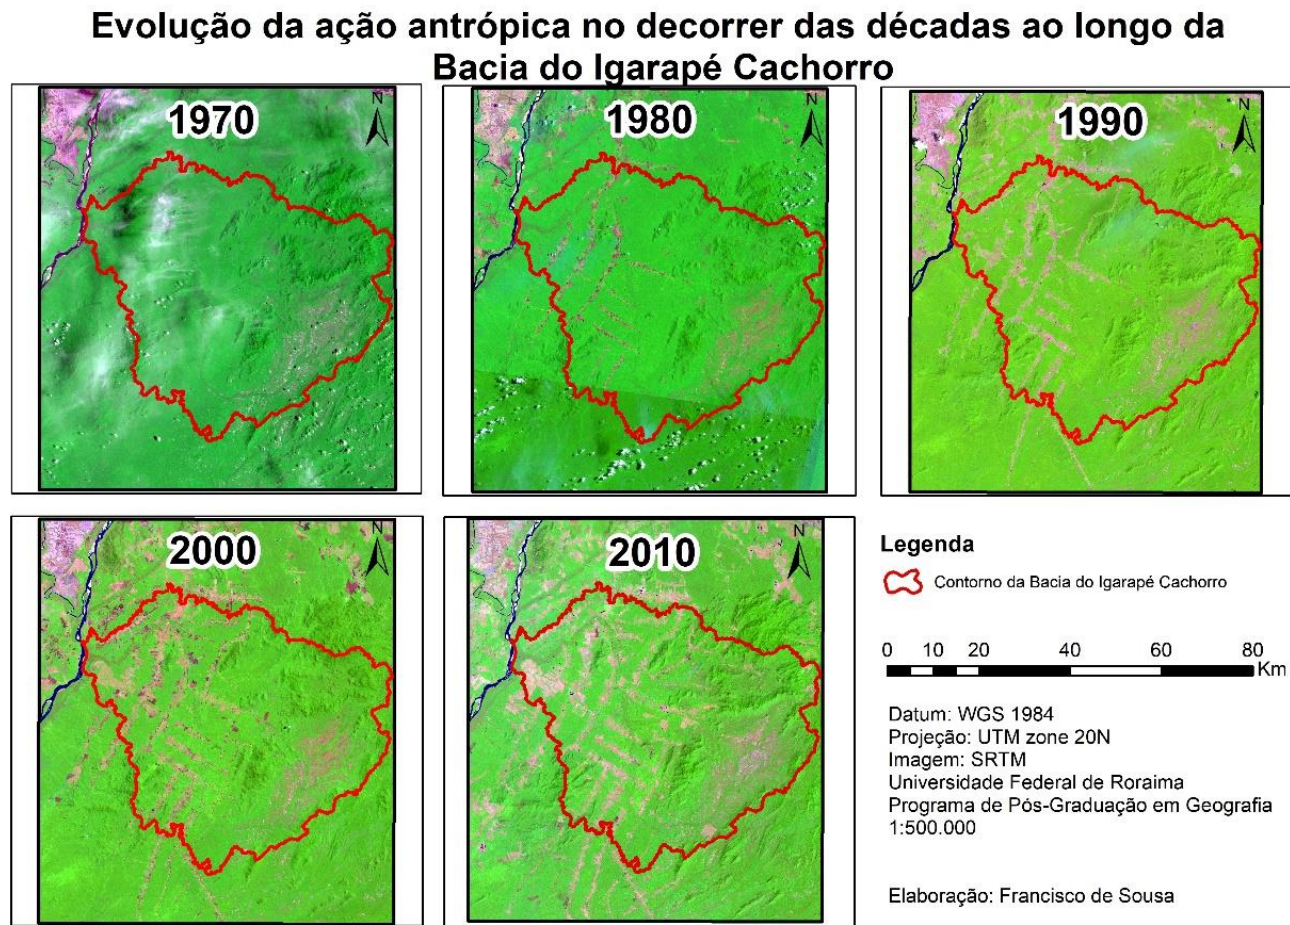 Evolução da ação antrópica no decorrer das décadas ao longo da
Bacia do Igarapé Cachorro
1970
N
1980
N
1990
N
2000
N
2010
N
Legenda
Contorno da Bacia do Igarapé Cachorro
0 10 20 40 60 80
Km
Datum: WGS 1984
Projeção: UTM zone 20N
Imagem: SRTM
Universidade Federal de Roraima
Programa de Pós-Graduação em Geografia
1:500.000
Elaboração: Francisco de Sousa